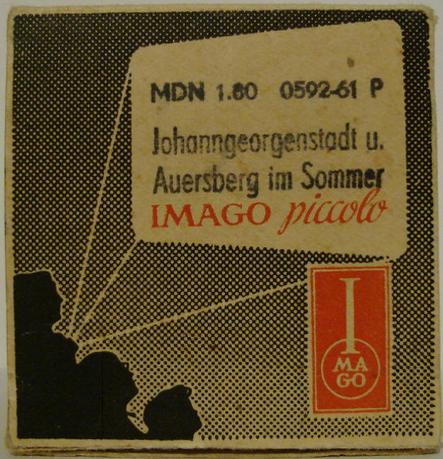 MDN 1.80 0592-61 P
Johanngeorgenstadt u.
Auersberg im Sommer
IMAGO piccolo
I
MA
GO